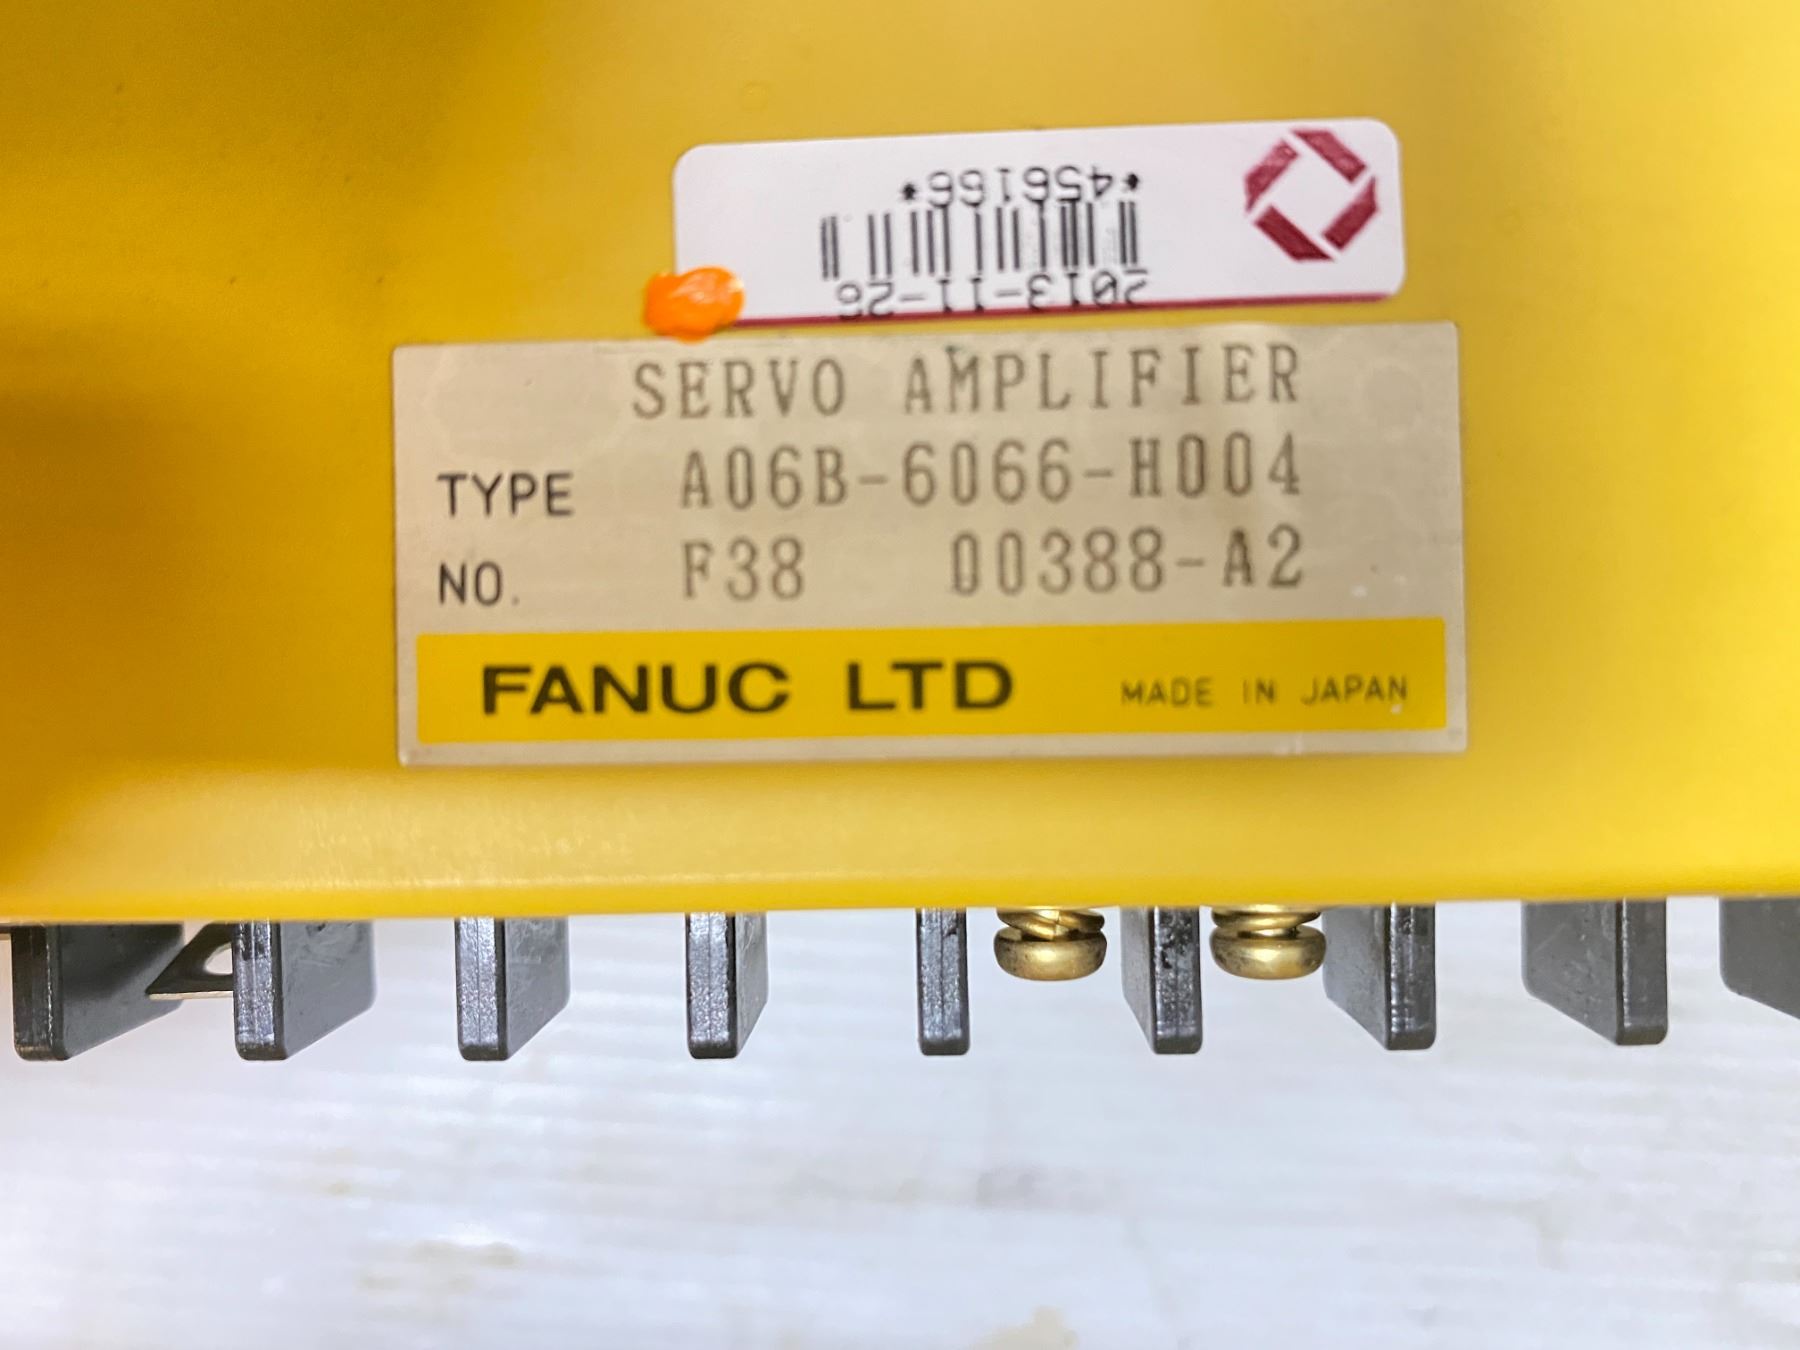 *456166*
2013-11-26
SERVO AMPLIFIER
TYPE A06B-6066-H004
NO. F38 00388-A2
FANUC LTD MADE IN JAPAN